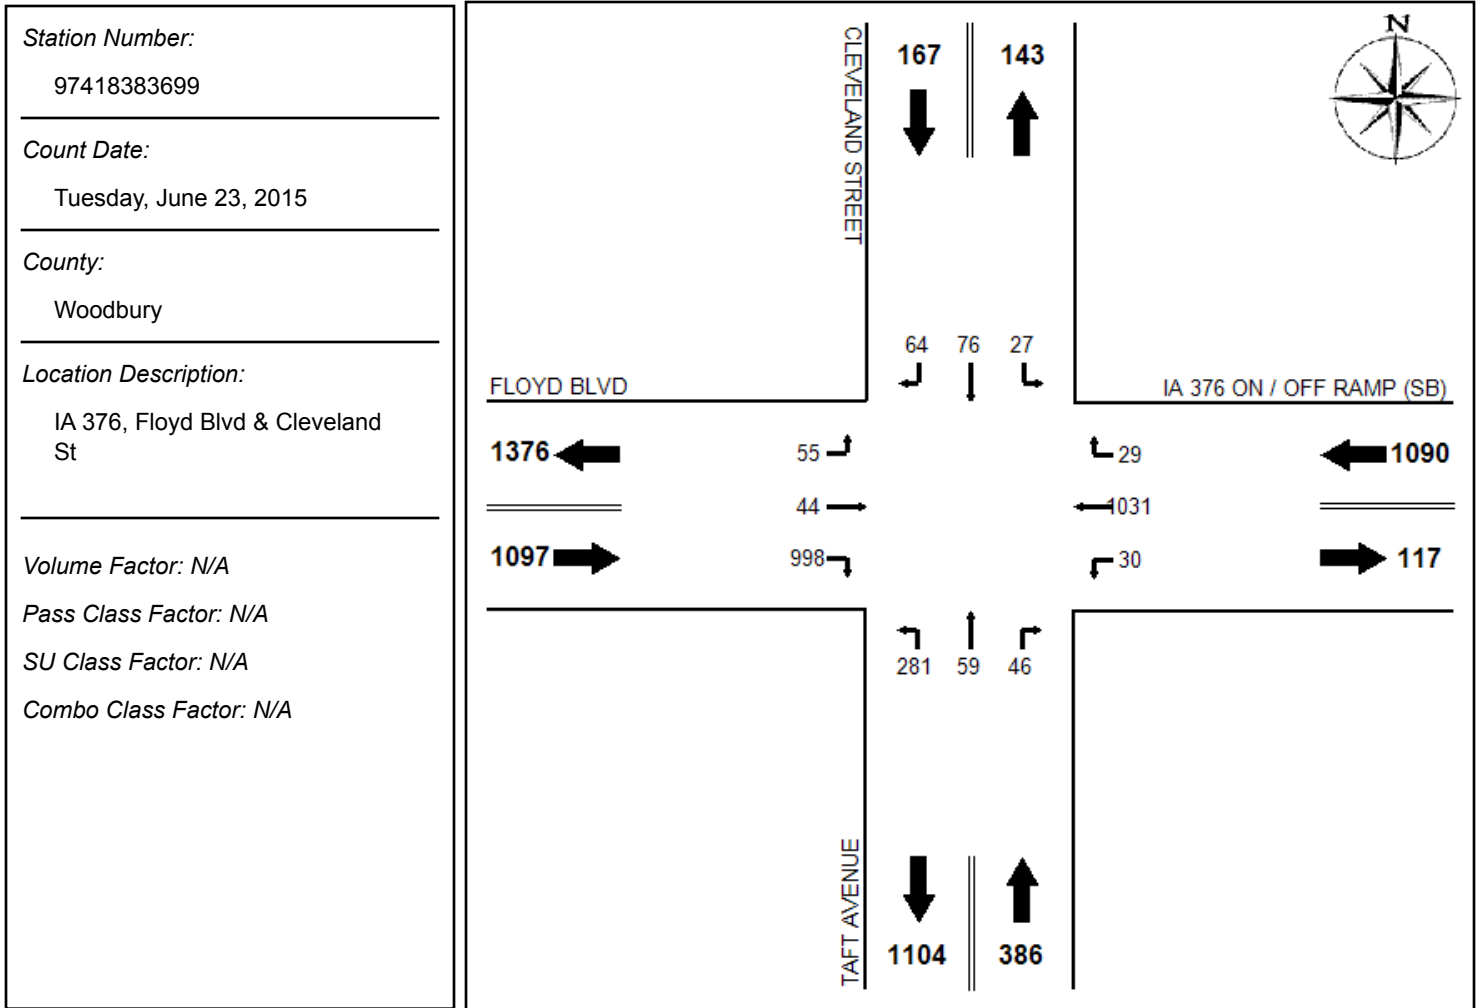 Station Number:
97418383699
Count Date:
Tuesday, June 23, 2015
County:
Woodbury
Location Description:
IA 376, Floyd Blvd & Cleveland
St
Volume Factor: N/A
Pass Class Factor: N/A
SU Class Factor: N/A
Combo Class Factor: N/A
N
CLEVELAND STREET
167 143
64 76 27
FLOYD BLVD
IA 376 ON / OFF RAMP (SB)
1376 55 29 1090
44 1031
1097 998 30 117
281 59 46
TAFT AVENUE
1104 386